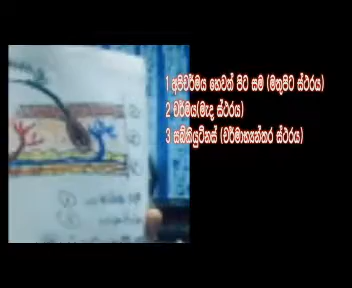 1 අපිචර්මය හෙවත් පිට සම (මතුපිට ස්ථරය)
2 චර්මය(මැද ස්ථරය)
3 සබ්කියුටිනස් (චර්මාභ්‍යන්තර ස්ථරය)